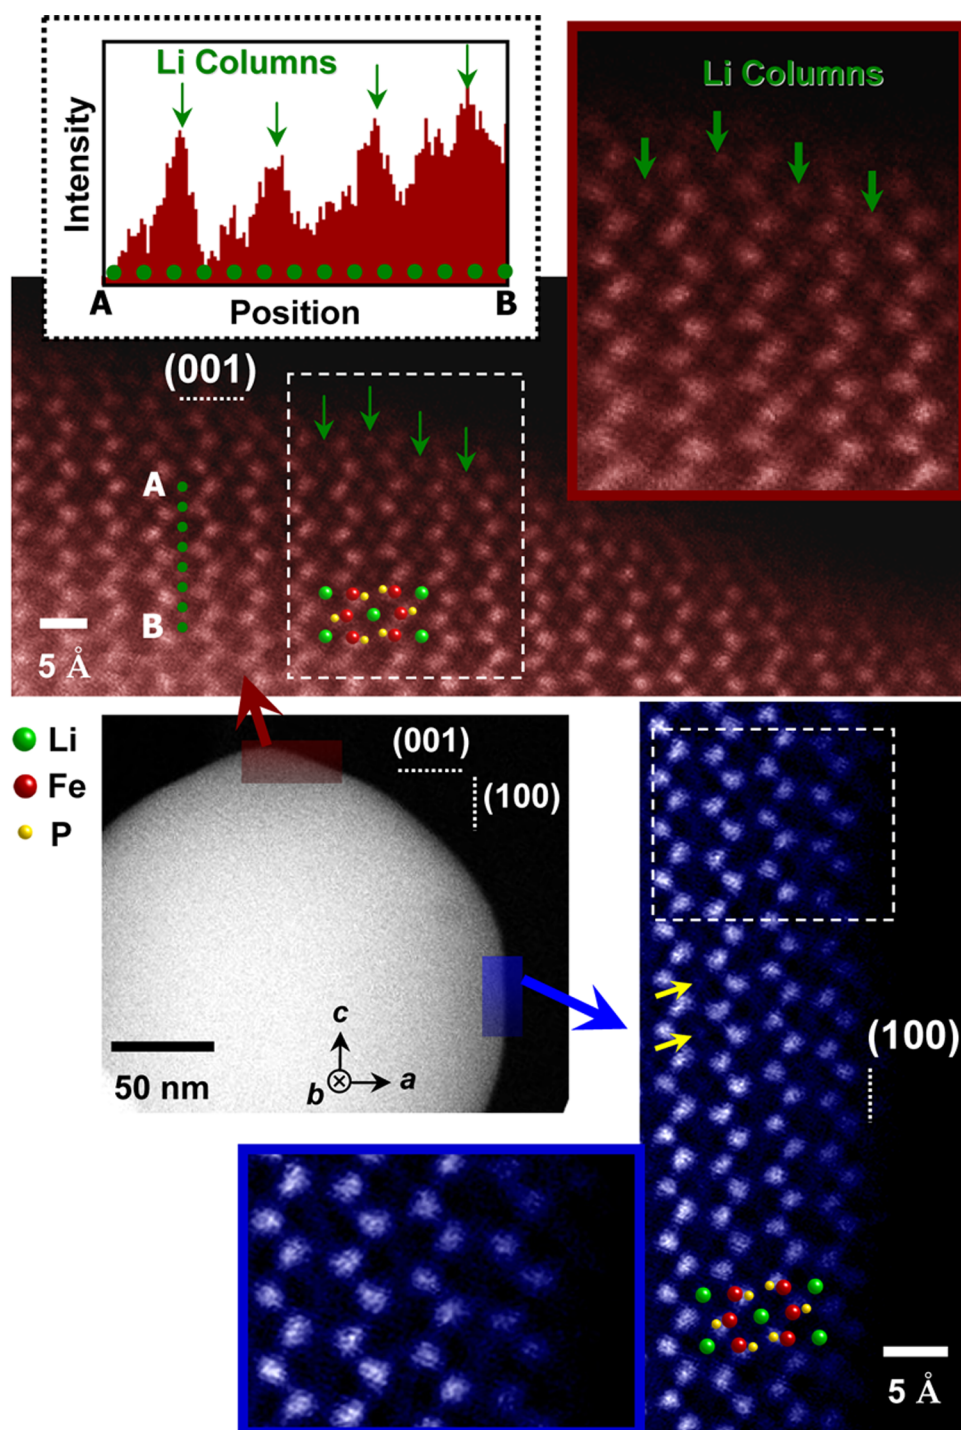 Li Columns
Intensity
A
Position
B
Li Columns
(001)
A
B
5 Å
Li
Fe
P
(001)
(100)
c
b
a
50 nm
(100)
5 Å